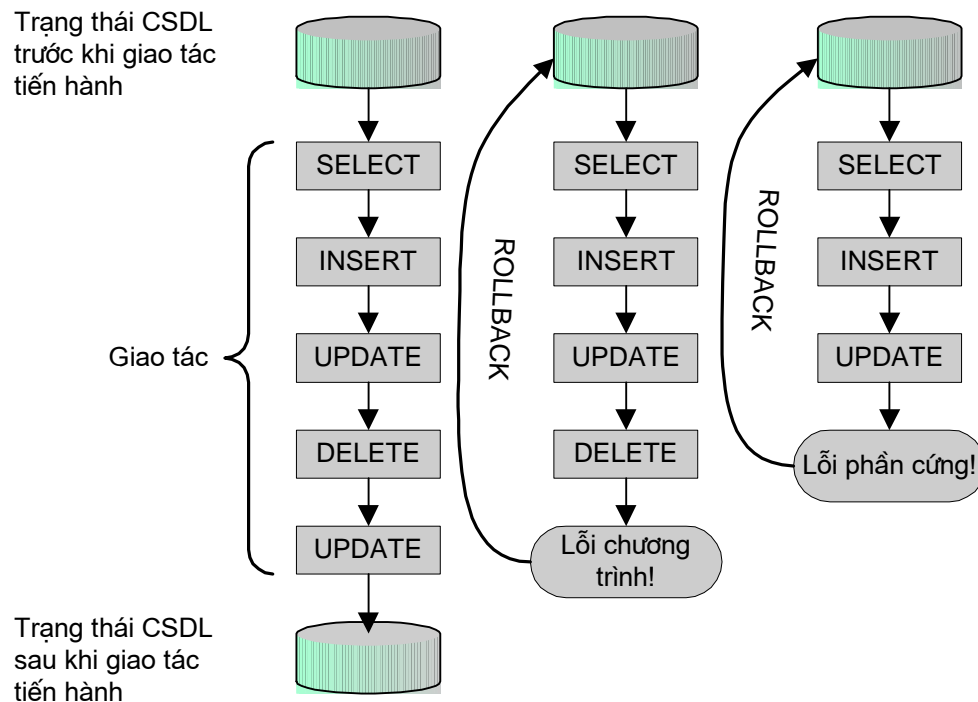 Trạng thái CSDL
trước khi giao tác
tiến hành
Giao tác
SELECT
INSERT
UPDATE
DELETE
UPDATE
Trạng thái CSDL
sau khi giao tác
tiến hành
ROLLBACK
SELECT
INSERT
UPDATE
DELETE
Lỗi chương
trình!
ROLLBACK
SELECT
INSERT
UPDATE
Lỗi phần cứng!